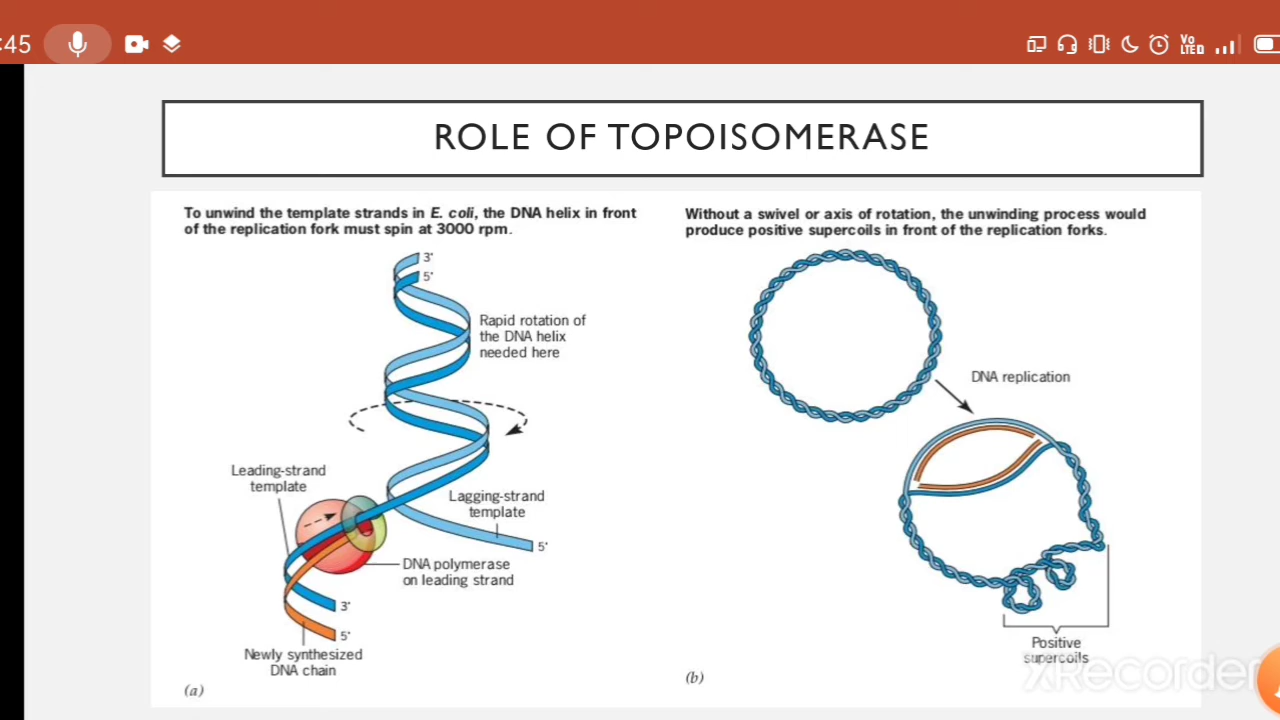 :45
Vo
LTED
ROLE OF TOPOISOMERASE
To unwind the template strands in E. coli, the DNA helix in front
of the replication fork must spin at 3000 rpm.
3'
5'
Rapid rotation of
the DNA helix
needed here
Leading-strand
template
Lagging-strand
template
5'
DNA polymerase
on leading strand
3'
5'
Newly synthesized
DNA chain
(a)
Without a swivel or axis of rotation, the unwinding process would
produce positive supercoils in front of the replication forks.
DNA replication
Positive
supercoils
(b)
XRecorder